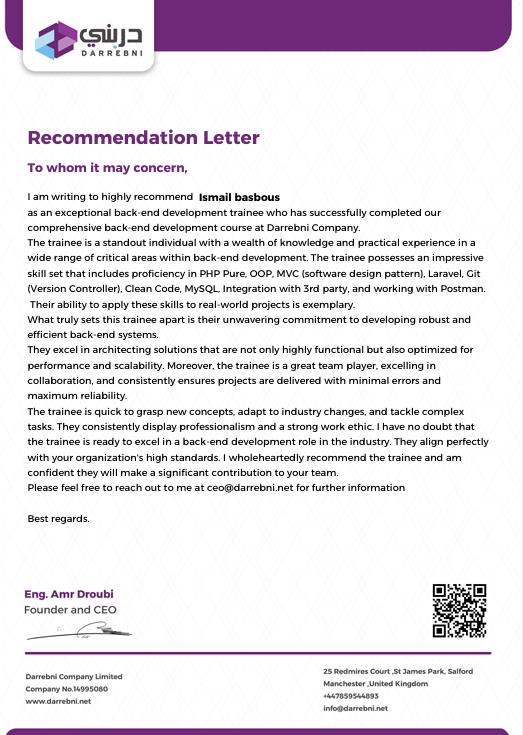 دربني
DARREBNI
Recommendation Letter
To whom it may concern,
I am writing to highly recommend Ismail basbous
as an exceptional back-end development trainee who has successfully completed our
comprehensive back-end development course at Darrebni Company.
The trainee is a standout individual with a wealth of knowledge and practical experience in a
wide range of critical areas within back-end development. The trainee possesses an impressive
skill set that includes proficiency in PHP Pure, OOP, MVC (software design pattern), Laravel, Git
(Version Controller), Clean Code, MySQL, Integration with 3rd party, and working with Postman.
Their ability to apply these skills to real-world projects is exemplary.
What truly sets this trainee apart is their unwavering commitment to developing robust and
efficient back-end systems.
They excel in architecting solutions that are not only highly functional but also optimized for
performance and scalability. Moreover, the trainee is a great team player, excelling in
collaboration, and consistently ensures projects are delivered with minimal errors and
maximum reliability.
The trainee is quick to grasp new concepts, adapt to industry changes, and tackle complex
tasks. They consistently display professionalism and a strong work ethic. I have no doubt that
the trainee is ready to excel in a back-end development role in the industry. They align perfectly
with your organization's high standards. I wholeheartedly recommend the trainee and am
confident they will make a significant contribution to your team.
Please feel free to reach out to me at ceo@darrebni.net for further information
Best regards.
Eng. Amr Droubi
Founder and CEO
Darrebni Company Limited
Company No.14995080
www.darrebni.net
25 Redmires Court ,St James Park, Salford
Manchester ,United Kingdom
+447859544893
info@darrebni.net